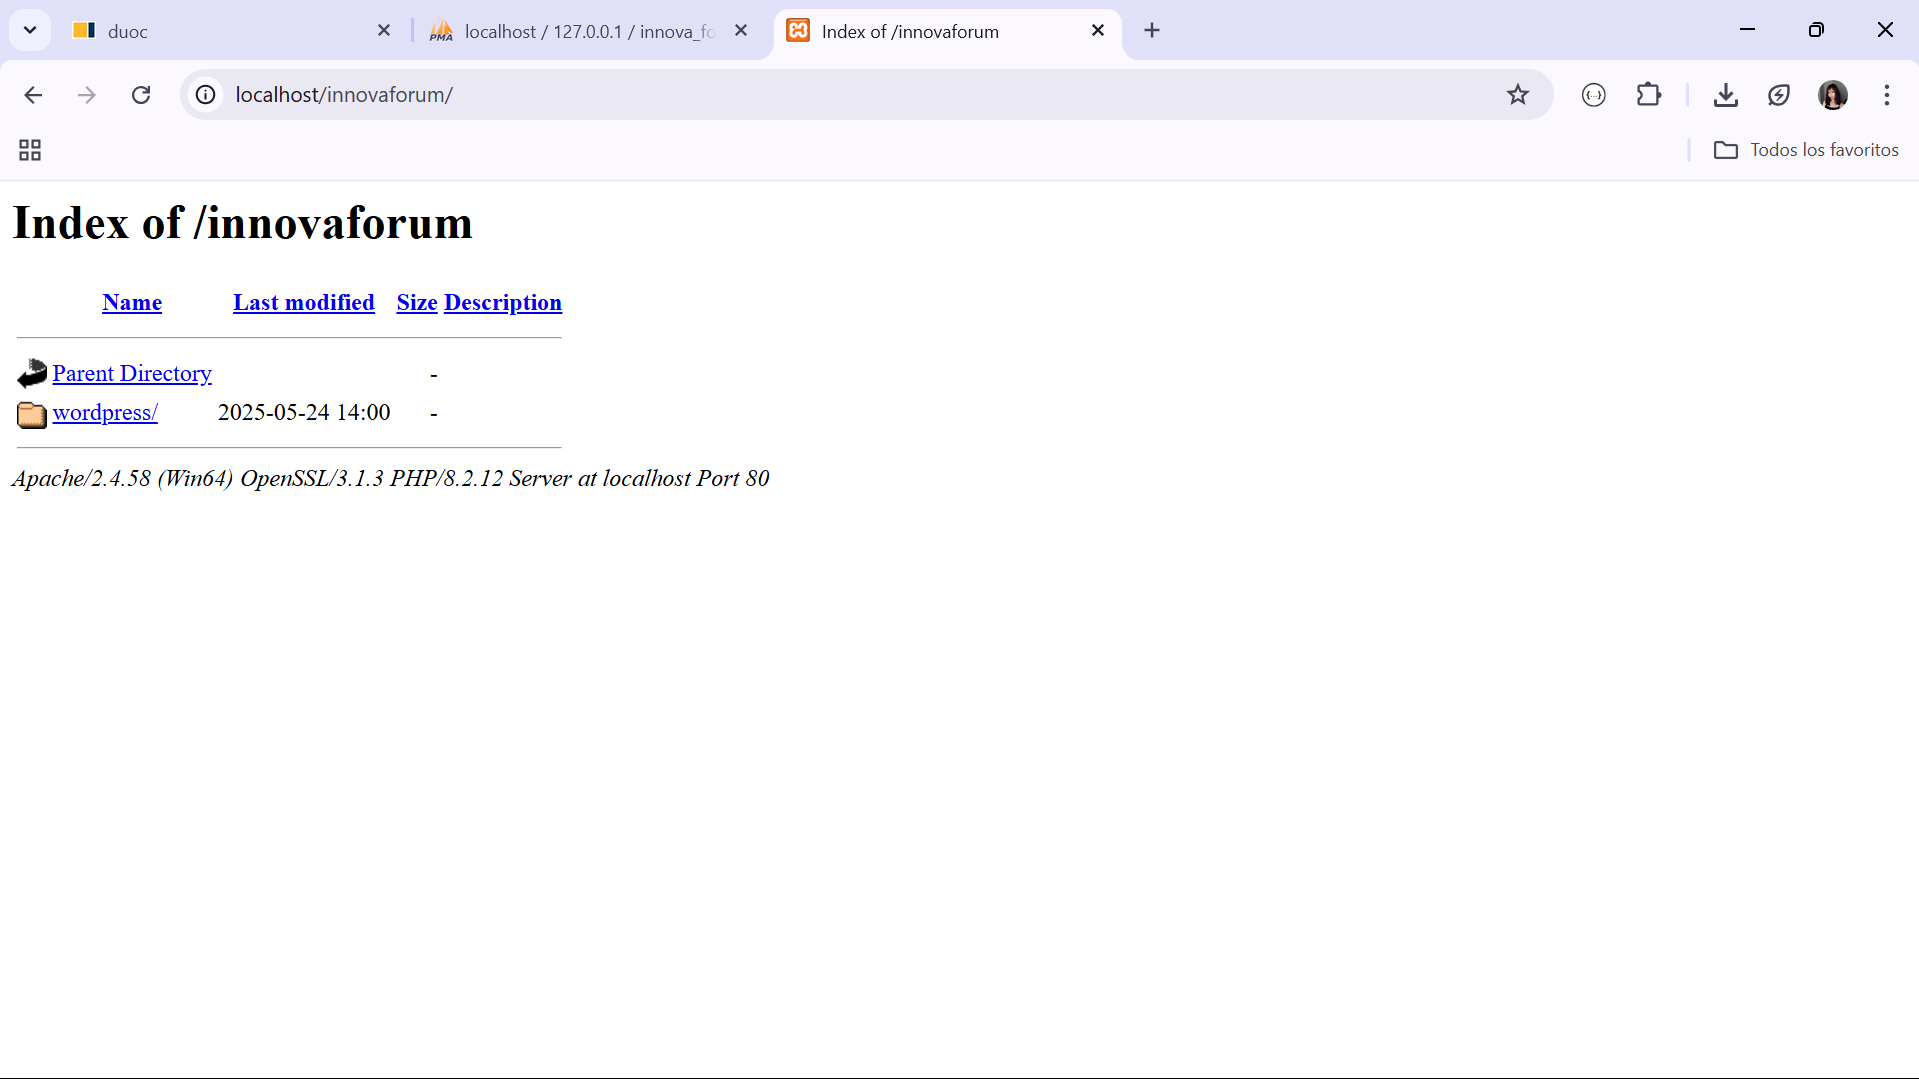 duoc
localhost / 127.0.0.1 / innova_fo
Index of /innovaforum
localhost/innovaforum/
Todos los favoritos
Index of /innovaforum
Name Last modified Size Description
Parent Directory -
wordpress/ 2025-05-24 14:00 -
Apache/2.4.58 (Win64) OpenSSL/3.1.3 PHP/8.2.12 Server at localhost Port 80